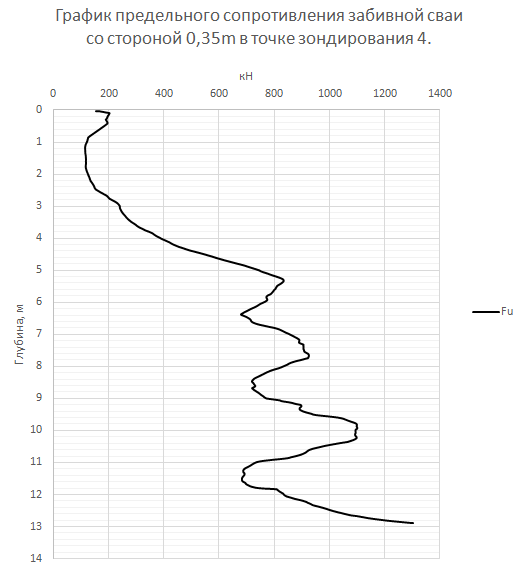 График предельного сопротивления забивной сваи
со стороной 0,35m в точке зондирования 4.
кН
0 200 400 600 800 1000 1200 1400
0
1
2
3
4
5
6
7
8
9
10
11
12
13
14
Глубина, м
Fu